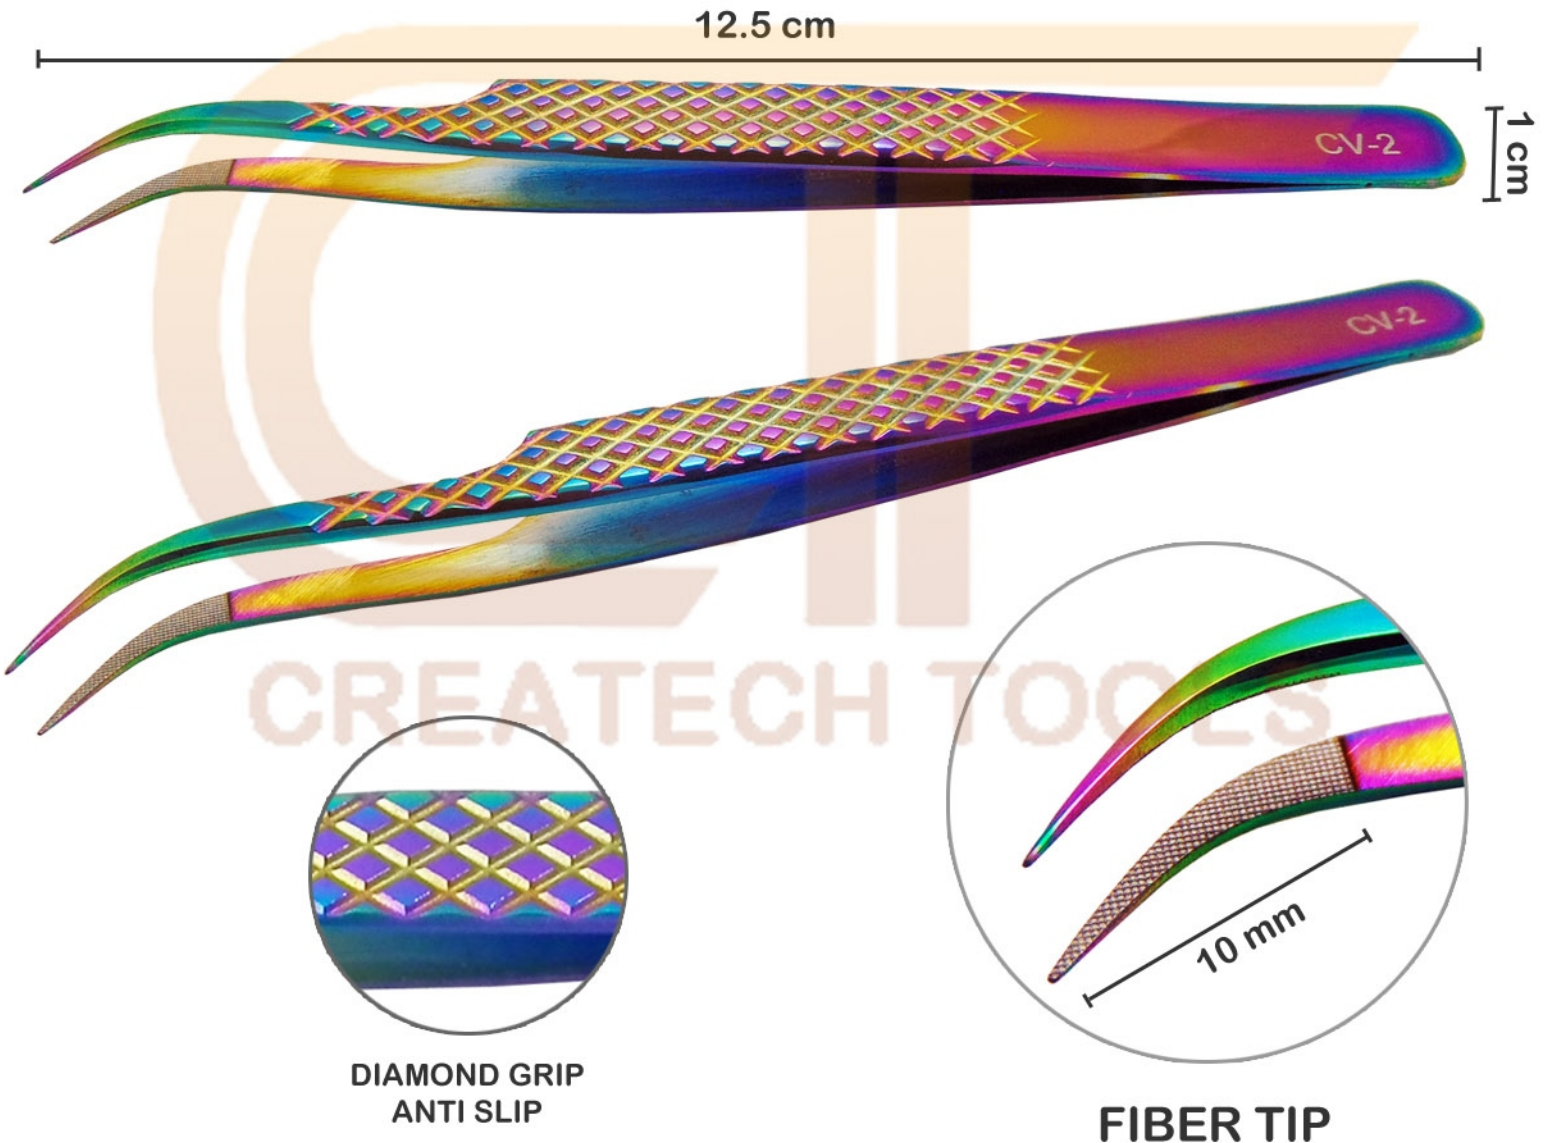 12.5 cm
1 cm
CV-2
CV-2
CREATECH TOOLS
10 mm
DIAMOND GRIP
ANTI SLIP
FIBER TIP